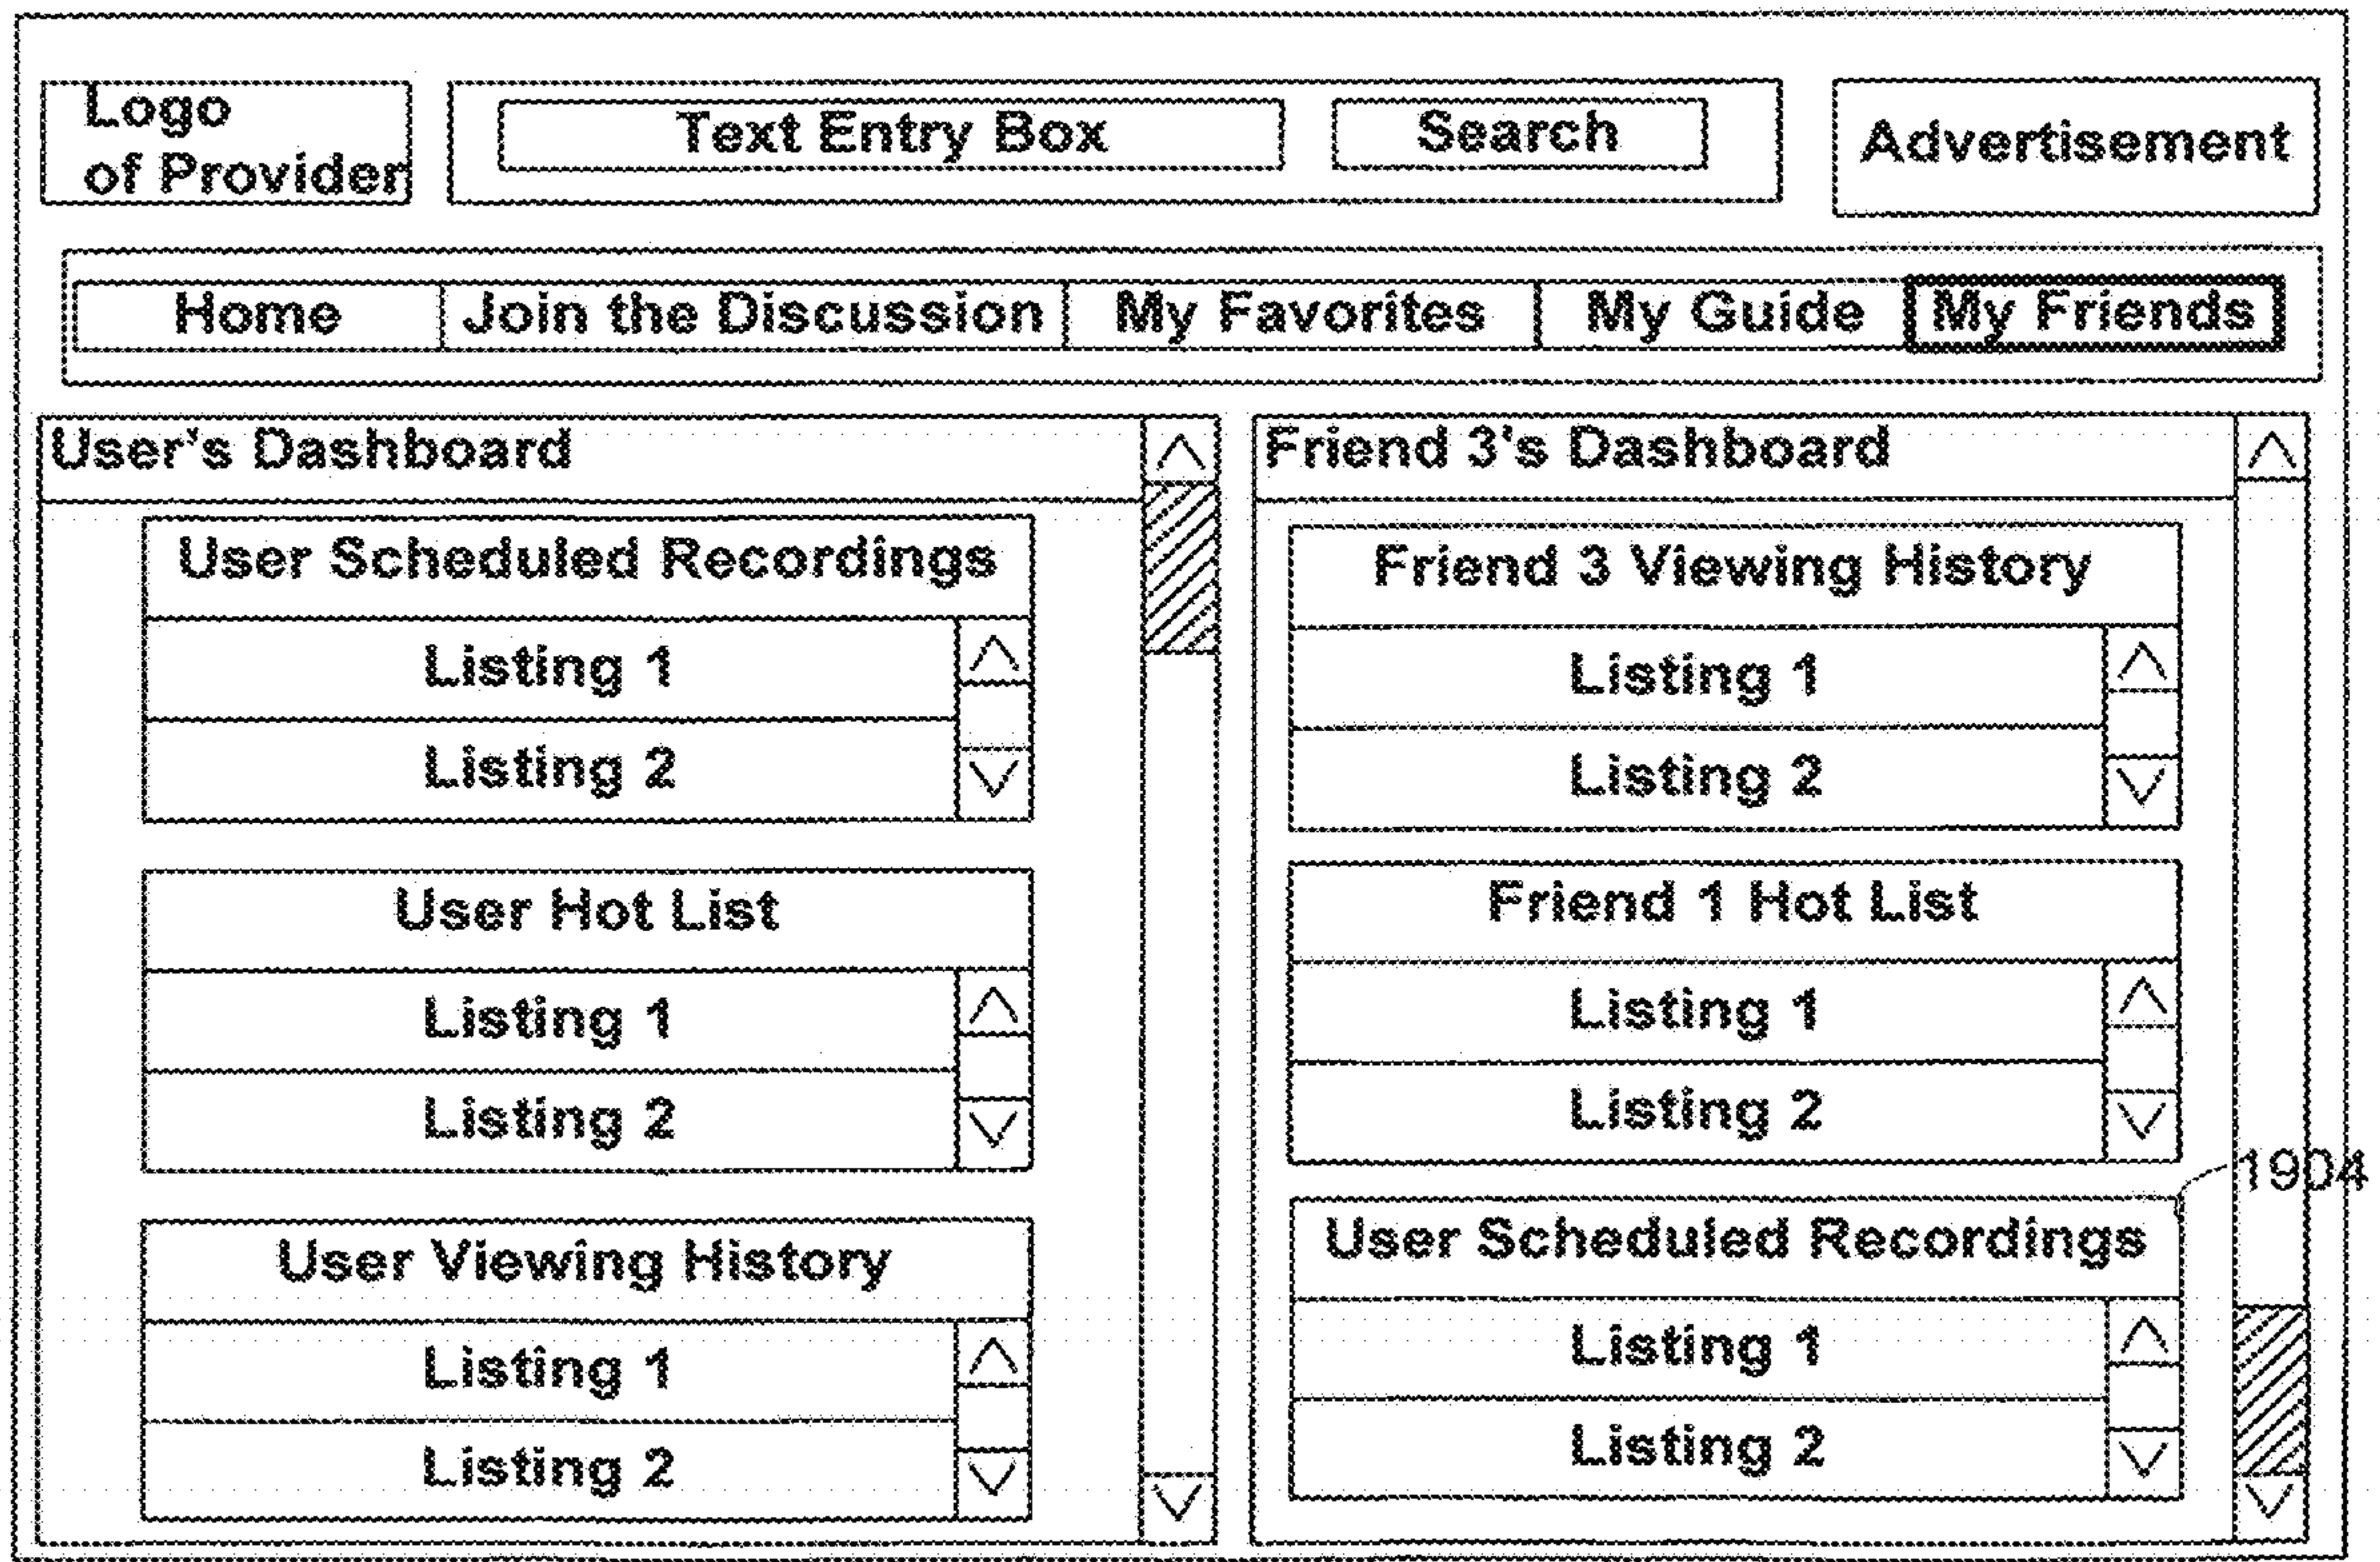 Logo
of Provider
Text Entry Box
Search
Advertisement
Home
Join the Discussion
My Favorites
My Guide
My Friends
User's Dashboard
User Scheduled Recordings
Listing 1
Listing 2
User Hot List
Listing 1
Listing 2
User Viewing History
Listing 1
Listing 2
Friend 3's Dashboard
Friend 3 Viewing History
Listing 1
Listing 2
Friend 1 Hot List
Listing 1
Listing 2
1904
User Scheduled Recordings
Listing 1
Listing 2